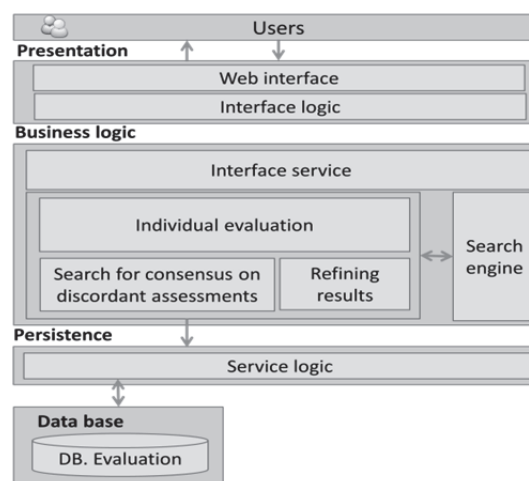 Users
Presentation
Web interface
Interface logic
Business logic
Interface service
Individual evaluation
Search for consensus on
discordant assessments
Refining
results
Search
engine
Persistence
Service logic
Data base
DB. Evaluation